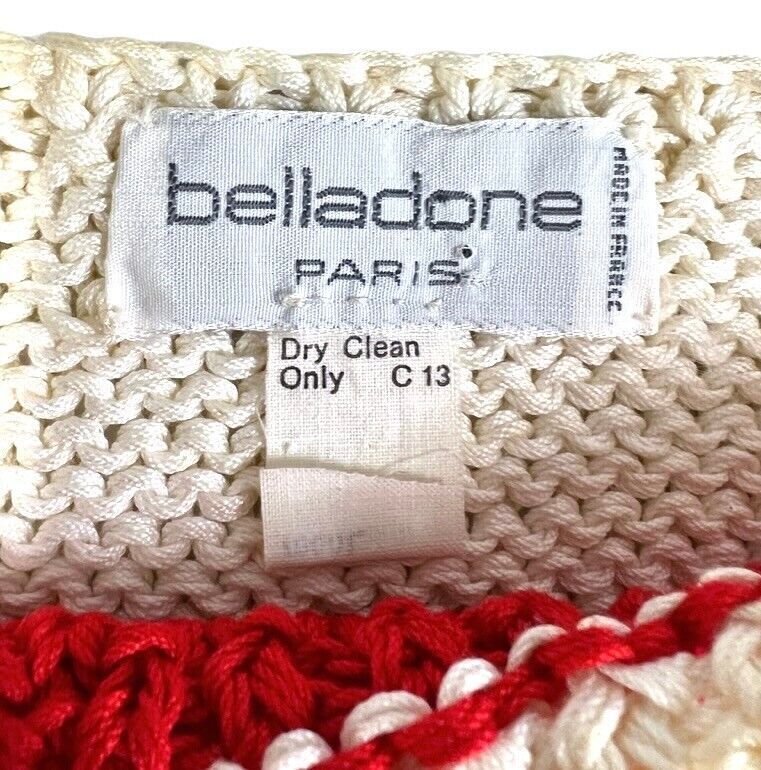 belladone
PARIS
MADE IN FRANCE
Dry Clean
Only C 13